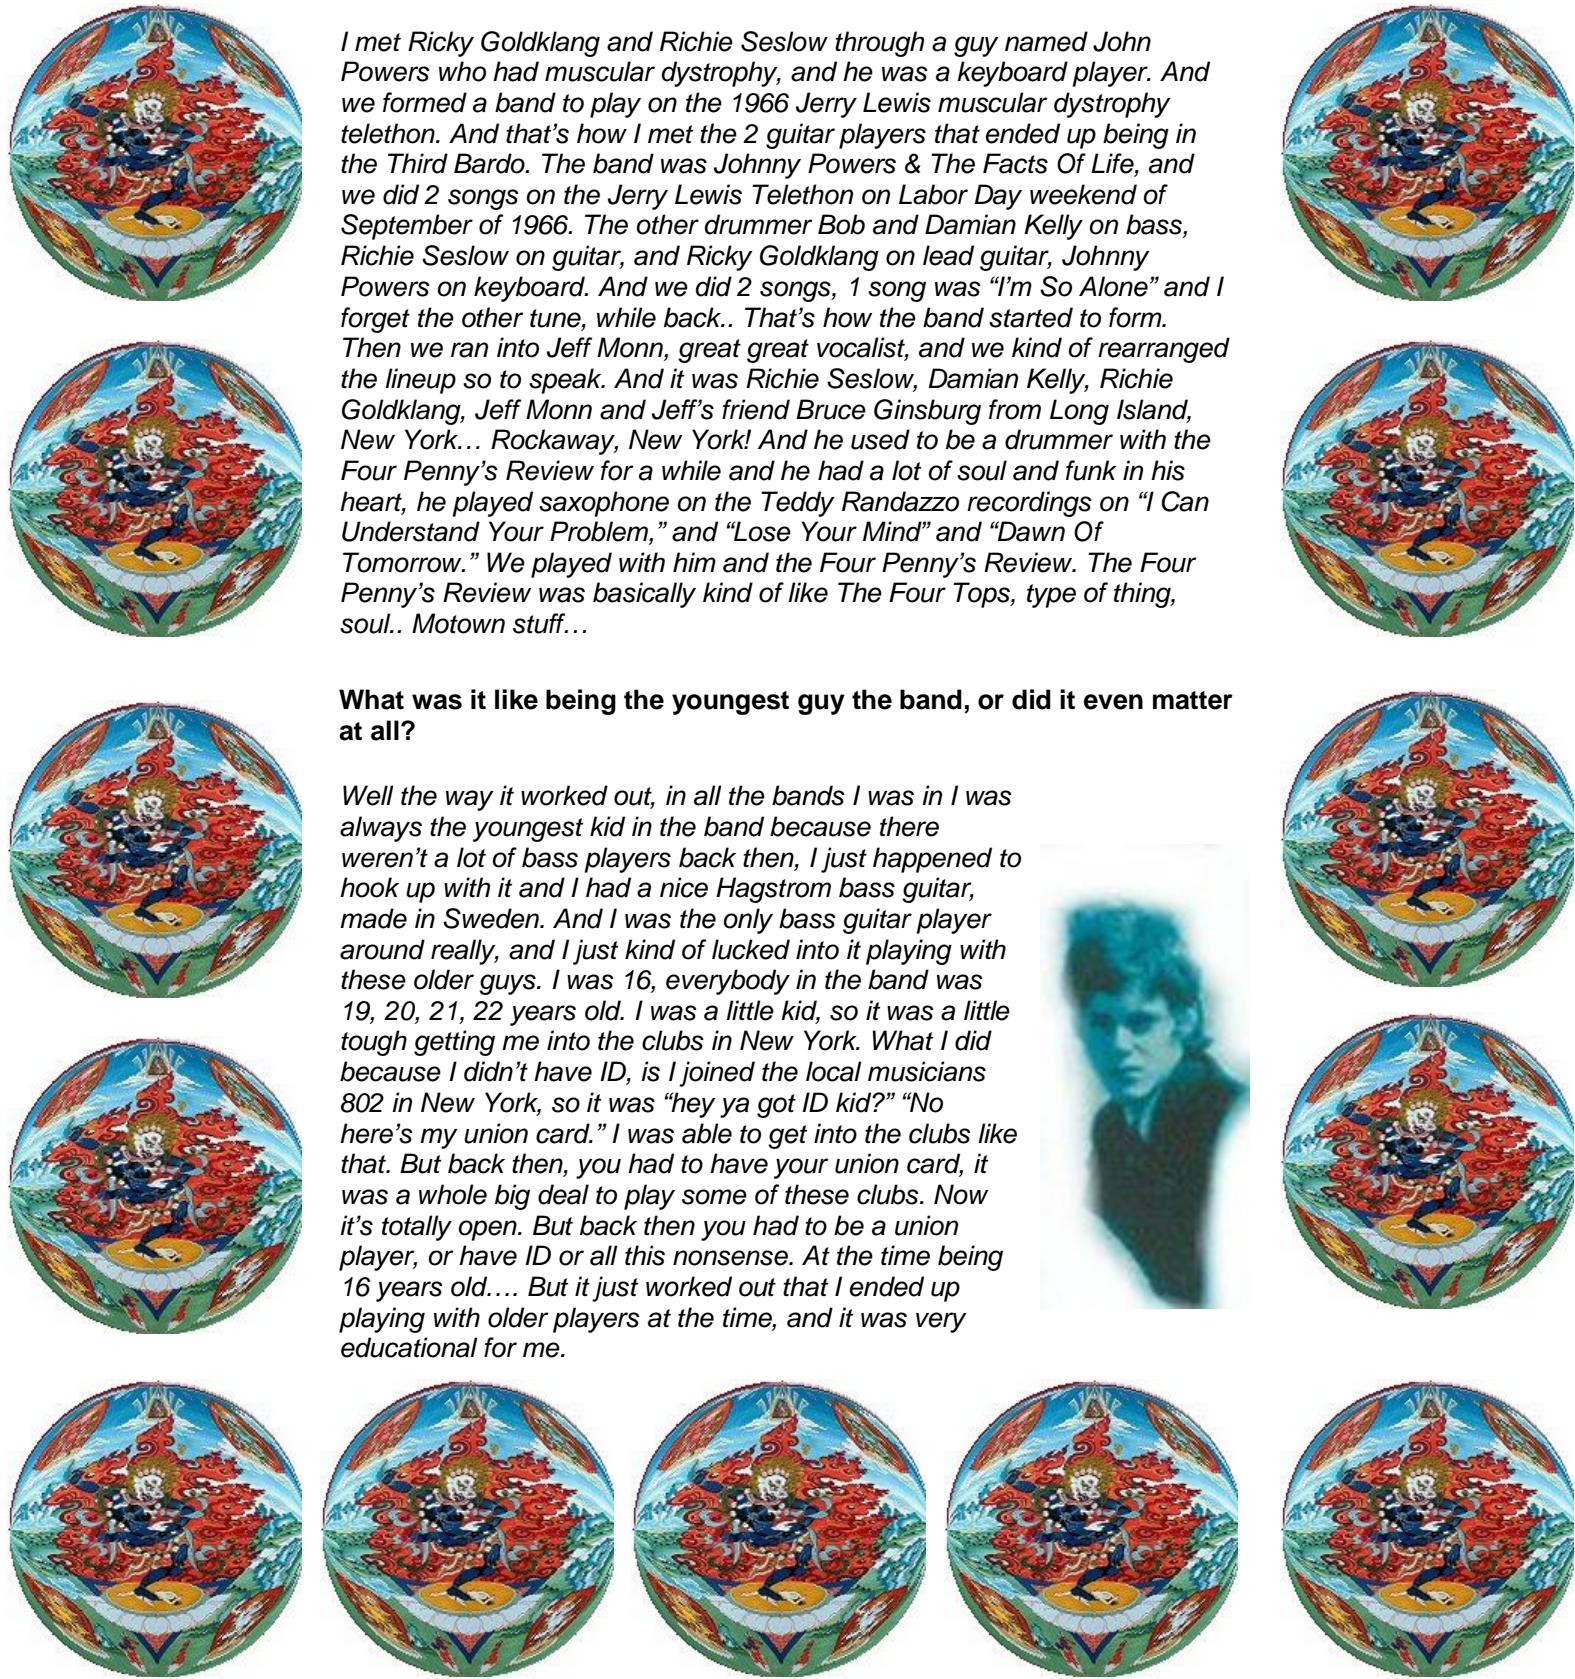 I met Ricky Goldklang and Richie Seslow through a guy named John
Powers who had muscular dystrophy, and he was a keyboard player. And
we formed a band to play on the 1966 Jerry Lewis muscular dystrophy
telethon. And that’s how I met the 2 guitar players that ended up being in
the Third Bardo. The band was Johnny Powers & The Facts Of Life, and
we did 2 songs on the Jerry Lewis Telethon on Labor Day weekend of
September of 1966. The other drummer Bob and Damian Kelly on bass,
Richie Seslow on guitar, and Ricky Goldklang on lead guitar, Johnny
Powers on keyboard. And we did 2 songs, 1 song was “I’m So Alone” and I
forget the other tune, while back.. That’s how the band started to form.
Then we ran into Jeff Monn, great great vocalist, and we kind of rearranged
the lineup so to speak. And it was Richie Seslow, Damian Kelly, Richie
Goldklang, Jeff Monn and Jeff’s friend Bruce Ginsburg from Long Island,
New York… Rockaway, New York! And he used to be a drummer with the
Four Penny’s Review for a while and he had a lot of soul and funk in his
heart, he played saxophone on the Teddy Randazzo recordings on “I Can
Understand Your Problem,” and “Lose Your Mind” and “Dawn Of
Tomorrow.” We played with him and the Four Penny’s Review. The Four
Penny’s Review was basically kind of like The Four Tops, type of thing,
soul.. Motown stuff…
What was it like being the youngest guy the band, or did it even matter
at all?
Well the way it worked out, in all the bands I was in I was
always the youngest kid in the band because there
weren’t a lot of bass players back then, I just happened to
hook up with it and I had a nice Hagstrom bass guitar,
made in Sweden. And I was the only bass guitar player
around really, and I just kind of lucked into it playing with
these older guys. I was 16, everybody in the band was
19, 20, 21, 22 years old. I was a little kid, so it was a little
tough getting me into the clubs in New York. What I did
because I didn’t have ID, is I joined the local musicians
802 in New York, so it was “hey ya got ID kid?” “No
here’s my union card.” I was able to get into the clubs like
that. But back then, you had to have your union card, it
was a whole big deal to play some of these clubs. Now
it’s totally open. But back then you had to be a union
player, or have ID or all this nonsense. At the time being
16 years old…. But it just worked out that I ended up
playing with older players at the time, and it was very
educational for me.